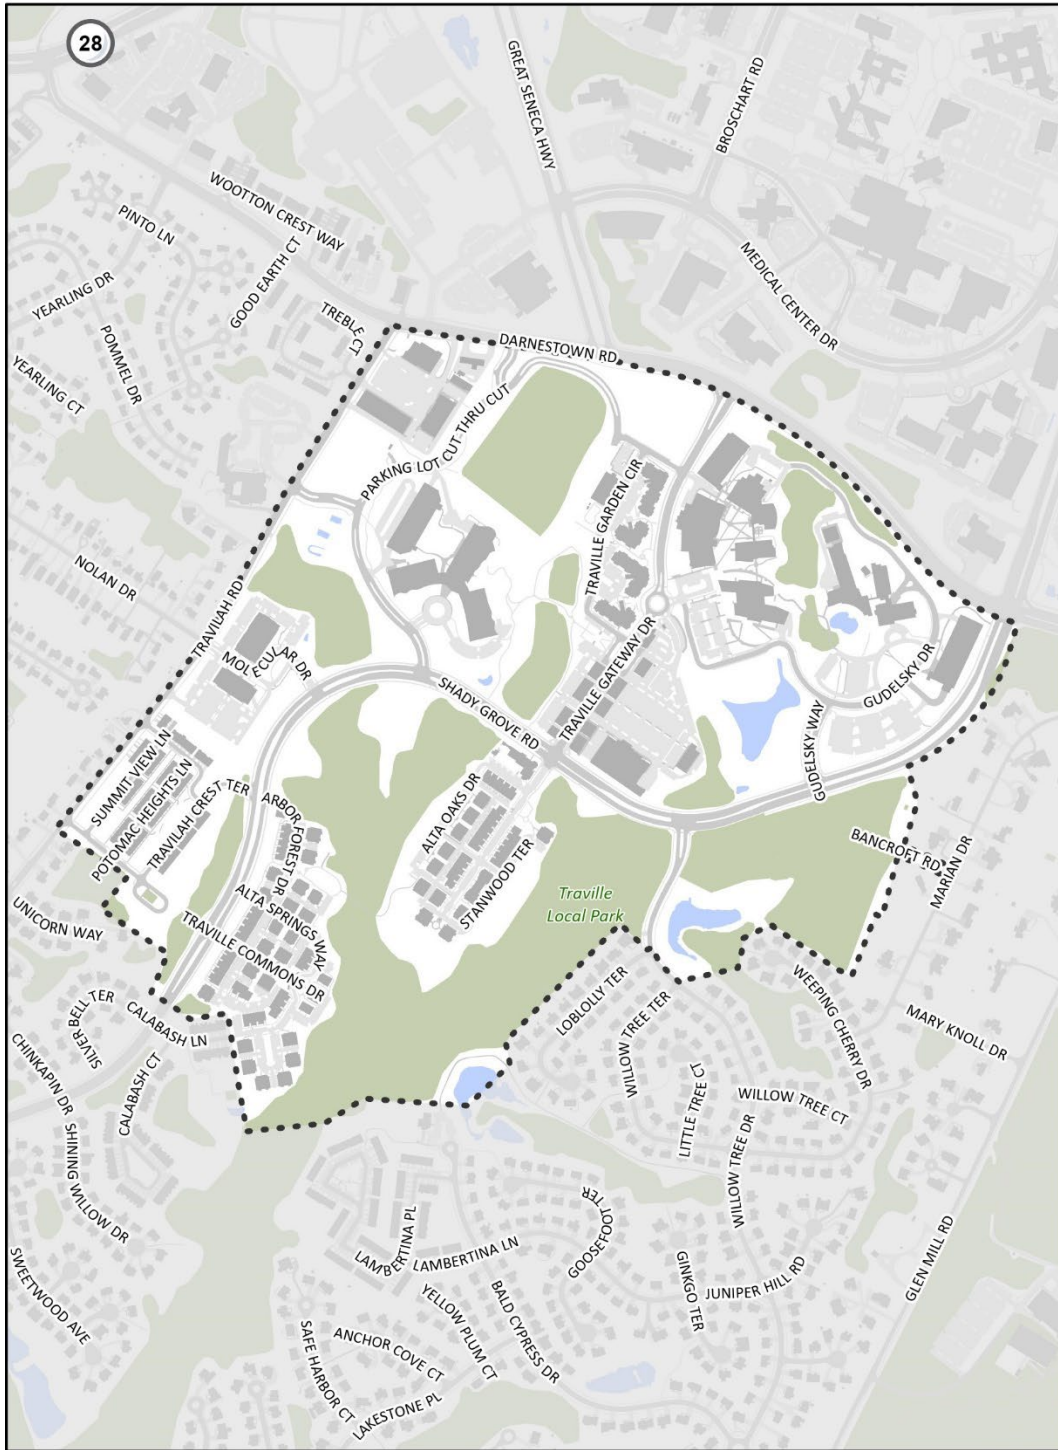 28
GREAT SENECA HWY
BROSCHART RD
WOOTTON CREST WAY
PINTO LN
GOOD EARTH CT
MEDICAL CENTER DR
YEARLING DR
TREBLE CT
POMMEL DR
DARNESTOWN RD
YEARLING CT
PARKING LOT CUT-THRU CUT
TRAVILLE GARDEN CIR
NOLAN DR
TRAVILAH RD
MOLECULAR DR
SHADY GROVE RD
TRAVILLE GATEWAY DR
GUDELSKY DR
GUDELSKY WAY
SUMMIT VIEW LN
POTOMAC HEIGHTS LN
TRAVILAH CREST TER
ARBOR FOREST DR
ALTA OAKS DR
STANWOOD TER
BANCROFT RD
MARIAN DR
ALTA SPRINGS WAY
Traville
Local Park
UNICORN WAY
TRAVILLE COMMONS DR
LOBLOLLY TER
WEEPING CHERRY DR
SILVER BELL TER
CALABASH LN
WILLOW TREE TER
MARY KNOLL DR
CHINKAPIN DR
CALABASH CT
LITTLE TREE CT
WILLOW TREE CT
SHINING WILLOW DR
WILLOW TREE DR
GOOSEFOOT TER
LAMBERTINA PL
LAMBERTINA LN
GINKGO TER
JUNIPER HILL RD
GLEN MILL RD
SWEETWOOD AVE
YELLOW PLUM CT
BALD CYPRESS DR
ANCHOR COVE CT
SAFE HARBOR CT
LAKESTONE PL